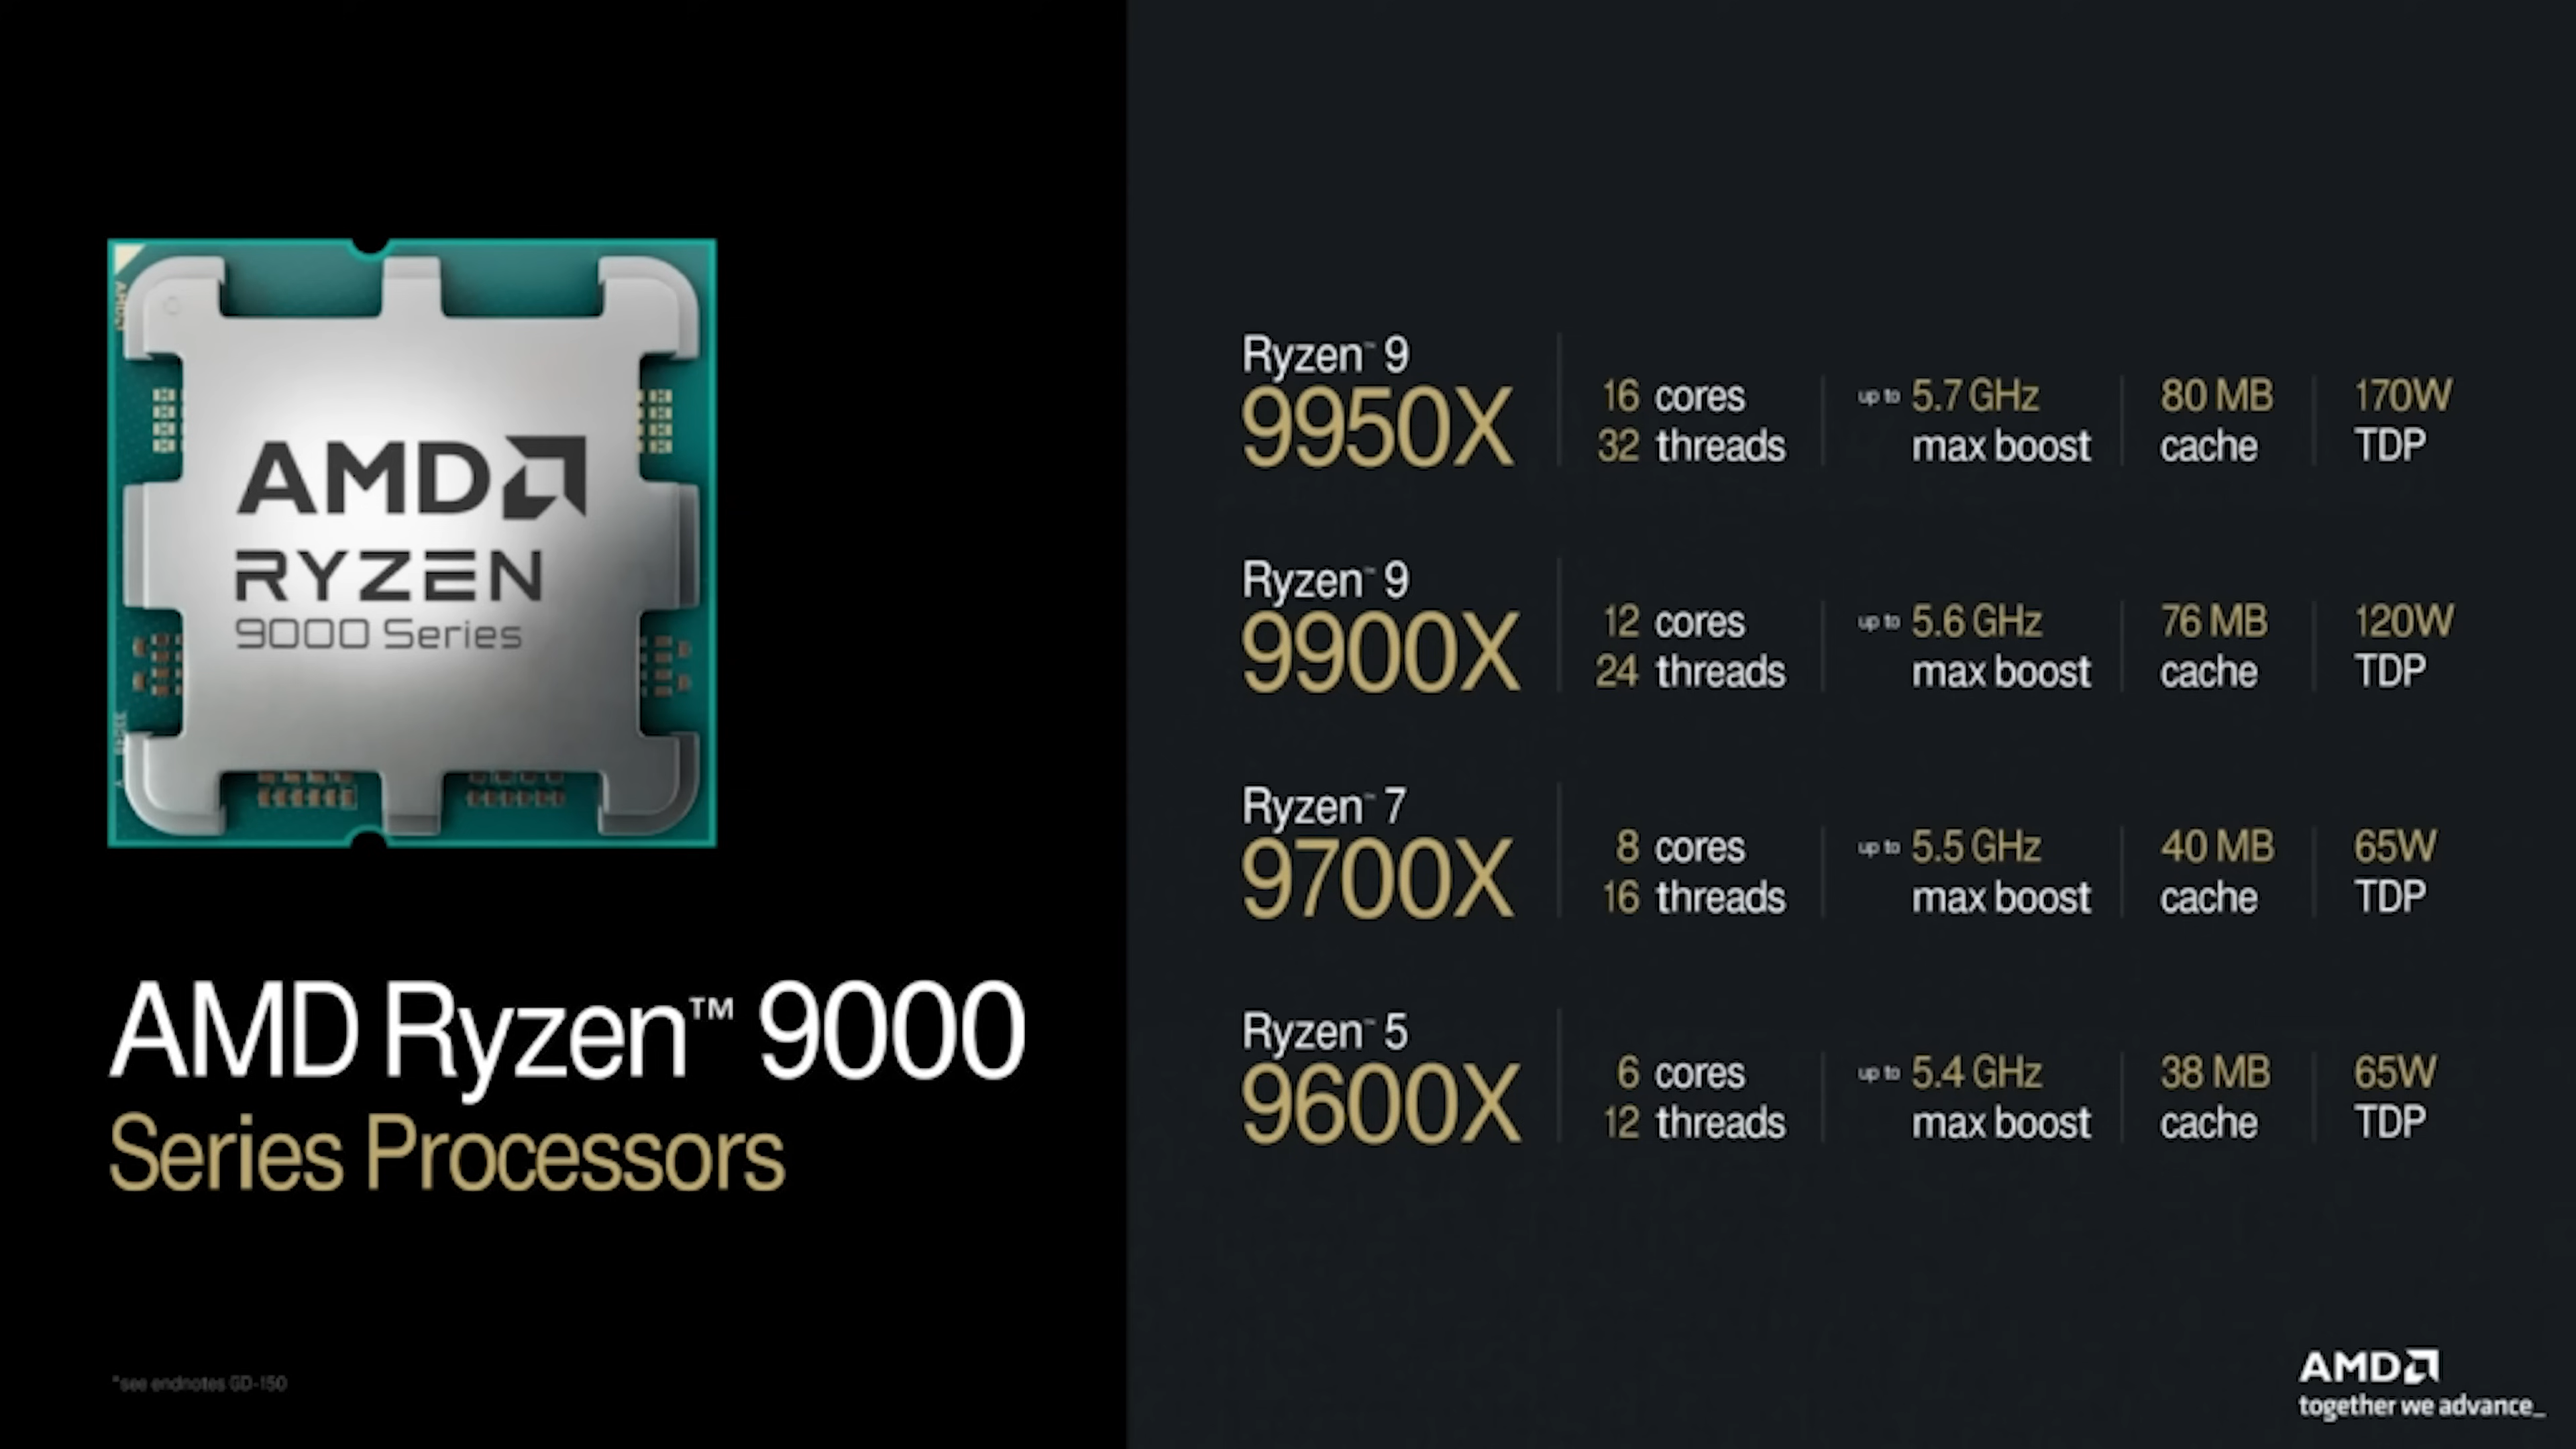 AMD
RYZEN
9000 Series
AMD Ryzen™ 9000
Series Processors
*see endnotes GD-150
Ryzen™ 9
9950X
16 cores
32 threads
up to 5.7 GHz
max boost
80 MB
cache
170W
TDP
Ryzen™ 9
9900X
12 cores
24 threads
up to 5.6 GHz
max boost
76 MB
cache
120W
TDP
Ryzen™ 7
9700X
8 cores
16 threads
up to 5.5 GHz
max boost
40 MB
cache
65W
TDP
Ryzen™ 5
9600X
6 cores
12 threads
up to 5.4 GHz
max boost
38 MB
cache
65W
TDP
AMD
together we advance_